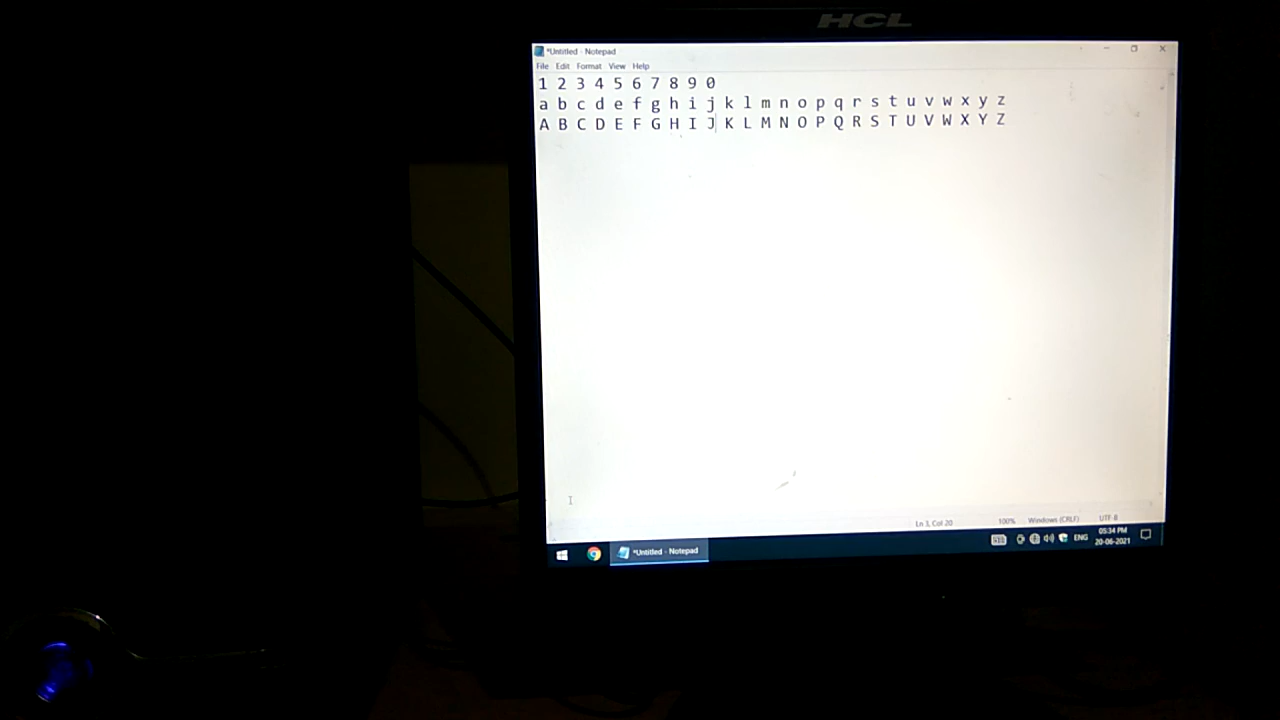 HCL
*Untitled - Notepad
File Edit Format View Help
1 2 3 4 5 6 7 8 9 0
a b c d e f g h i j k l m n o p q r s t u v w x y z
A B C D E F G H I J K L M N O P Q R S T U V W X Y Z
Ln 3, Col 20 100% Windows (CRLF) UTF-8
*Untitled - Notepad ENG 05:34 PM
20-06-2021